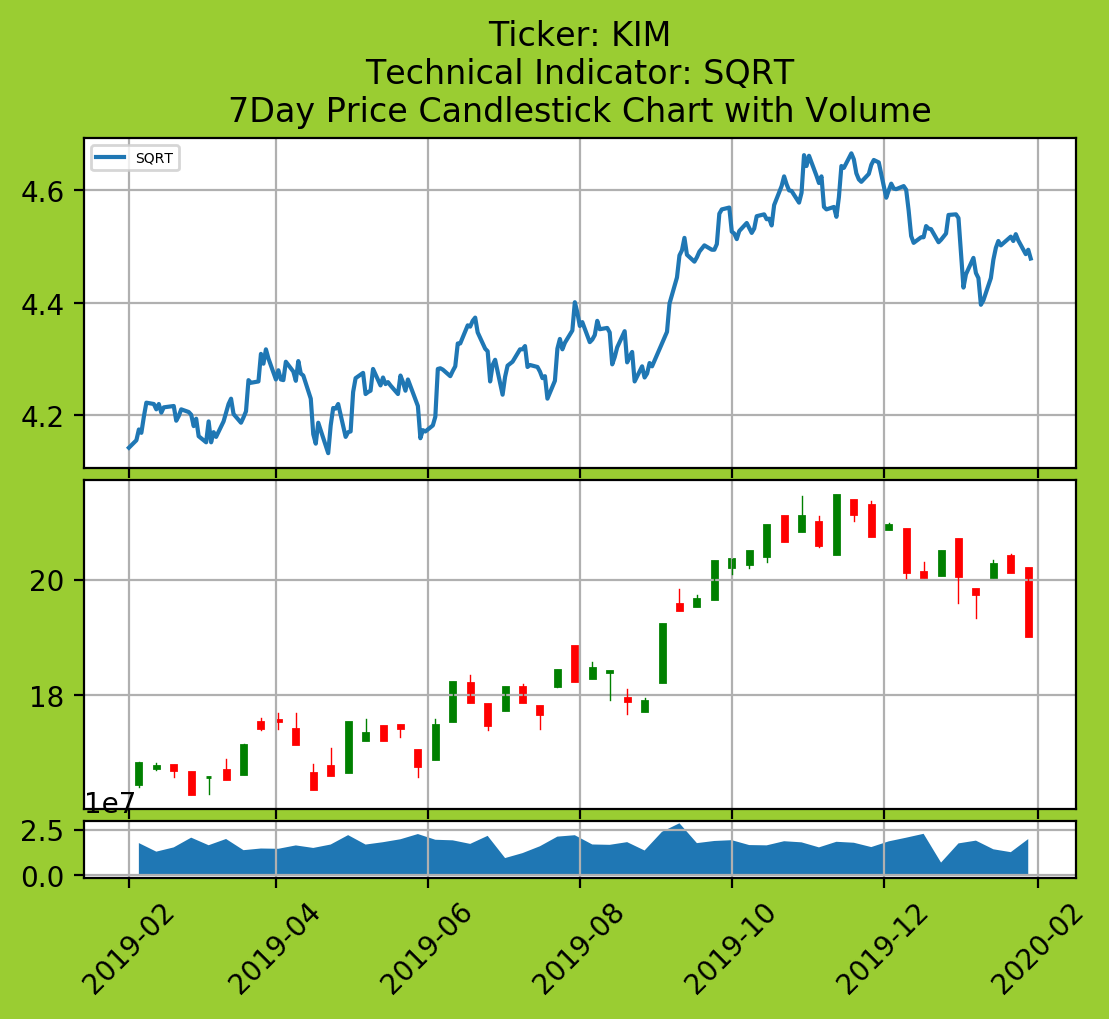 Ticker: KIM
Technical Indicator: SQRT
7Day Price Candlestick Chart with Volume
SQRT
4.6
4.4
4.2
20
18
1e7
2.5
0.0
2019-02
2019-04
2019-06
2019-08
2019-10
2019-12
2020-02